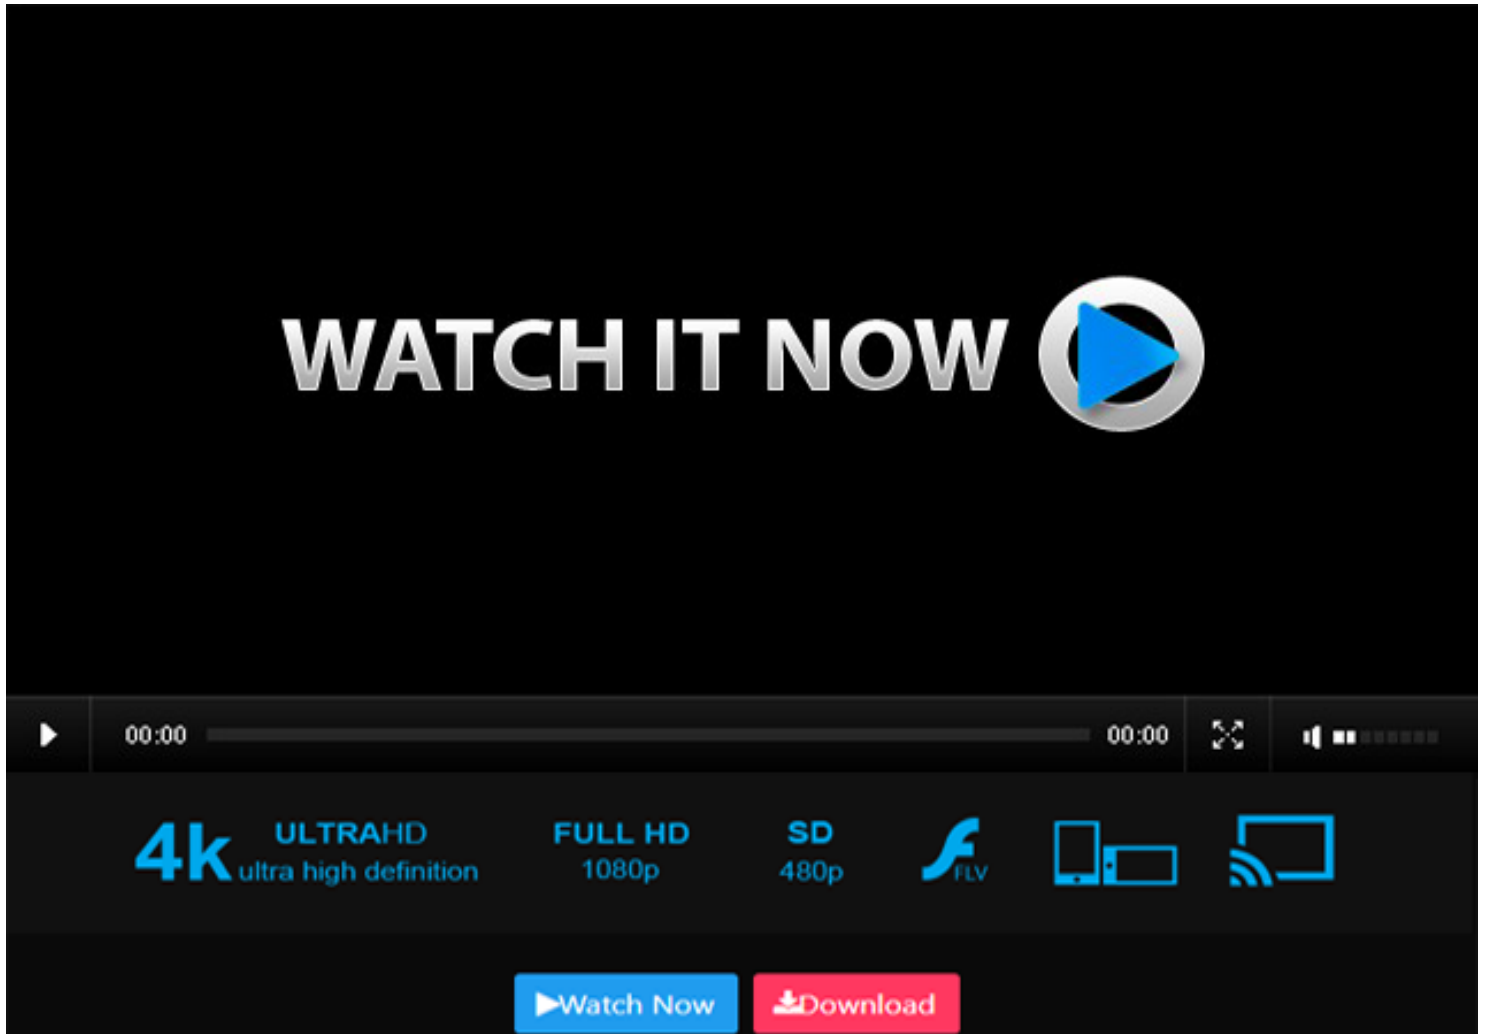 WATCH IT NOW
00:00 00:00
4k ULTRAHD
ultra high definition
FULL HD
1080p
SD
480p
FLV
Watch Now Download